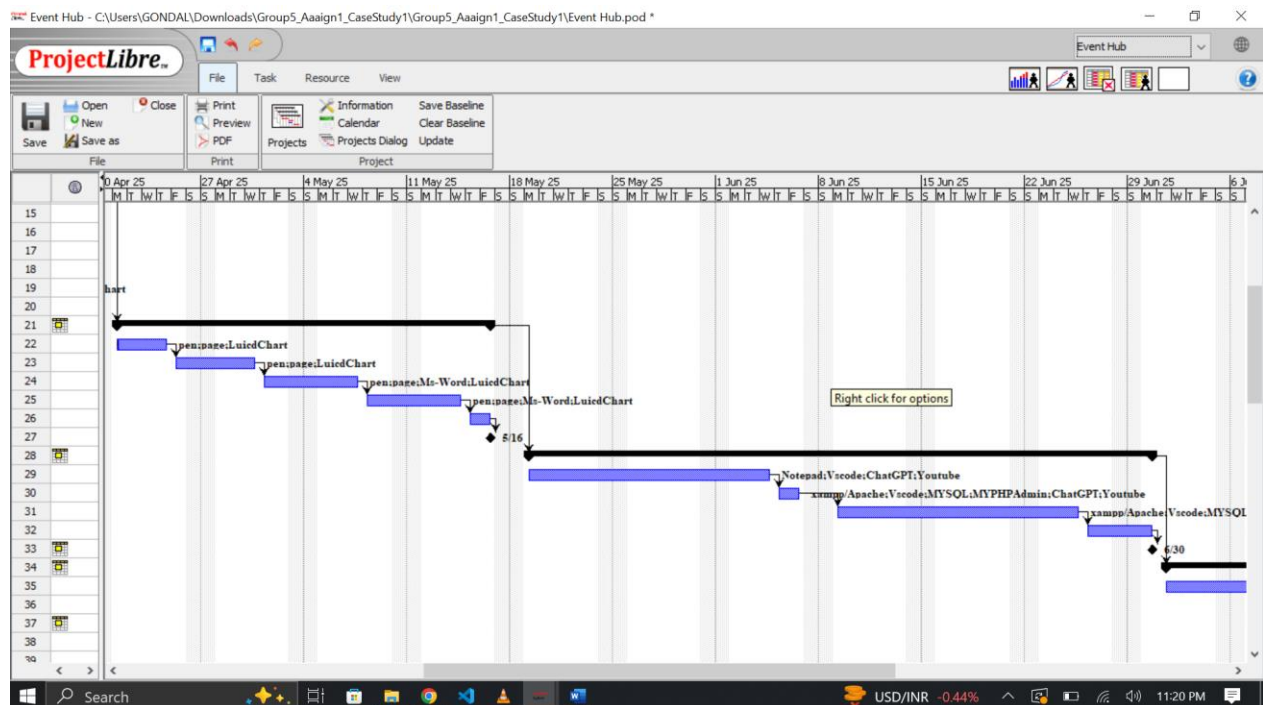 Event Hub - C:\Users\GONDAL\Downloads\Group5_Aaaign1_CaseStudy1\Group5_Aaaign1_CaseStudy1\Event Hub.pod *
ProjectLibre
Event Hub
File Task Resource View
Save
Open
New
Save as
Close
File
Print
Preview
PDF
Print
Projects
Information
Calendar
Projects Dialog
Save Baseline
Clear Baseline
Update
Project
0 Apr 25 27 Apr 25 4 May 25 11 May 25 18 May 25 25 May 25 1 Jun 25 8 Jun 25 15 Jun 25 22 Jun 25 29 Jun 25 6 J
M T W T F S S M T W T F S S M T W T F S S M T W T F S S M T W T F S S M T W T F S S M T W T F S S M T W T F S S M T W T F S S M T W T F S S M T W T F S S
15
16
17
18
19 hart
20
21
22 pen;page;LuicdChart
23 pen;page;LuicdChart
24 pen;page;Ms-Word;LuicdChart
25 pen;page;Ms-Word;LuicdChart Right click for options
26
27 5/16
28
29 Notepad;Vscode;ChatGPT;Youtube
30 xampp/Apache;Vscode;MYSQL;MYPHPAdmin;ChatGPT;Youtube
31 xampp/Apache;Vscode;MYSQL
32
33 6/30
34
35
36
37
38
39
Search
USD/INR -0.44%
11:20 PM